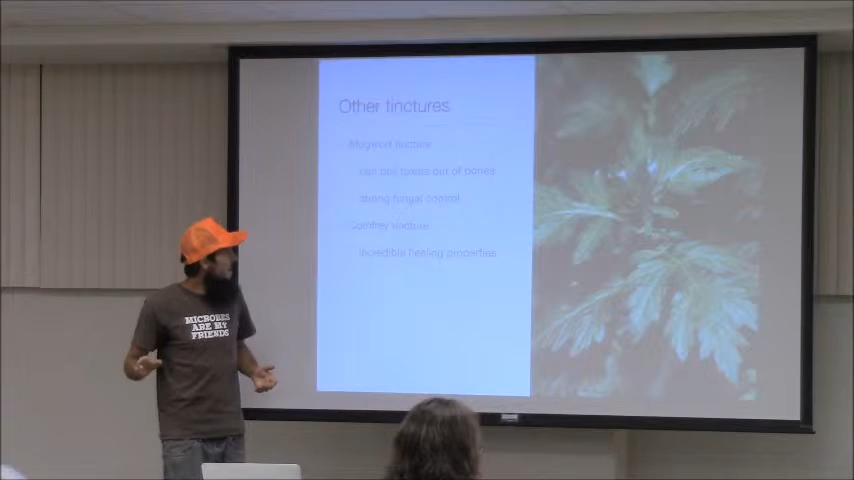 Other tinctures
Mugwort tincture
can pull toxins out of bones
strong fungal control
Comfrey tincture
incredible healing properties
MICROBES
ARE MY
FRIENDS